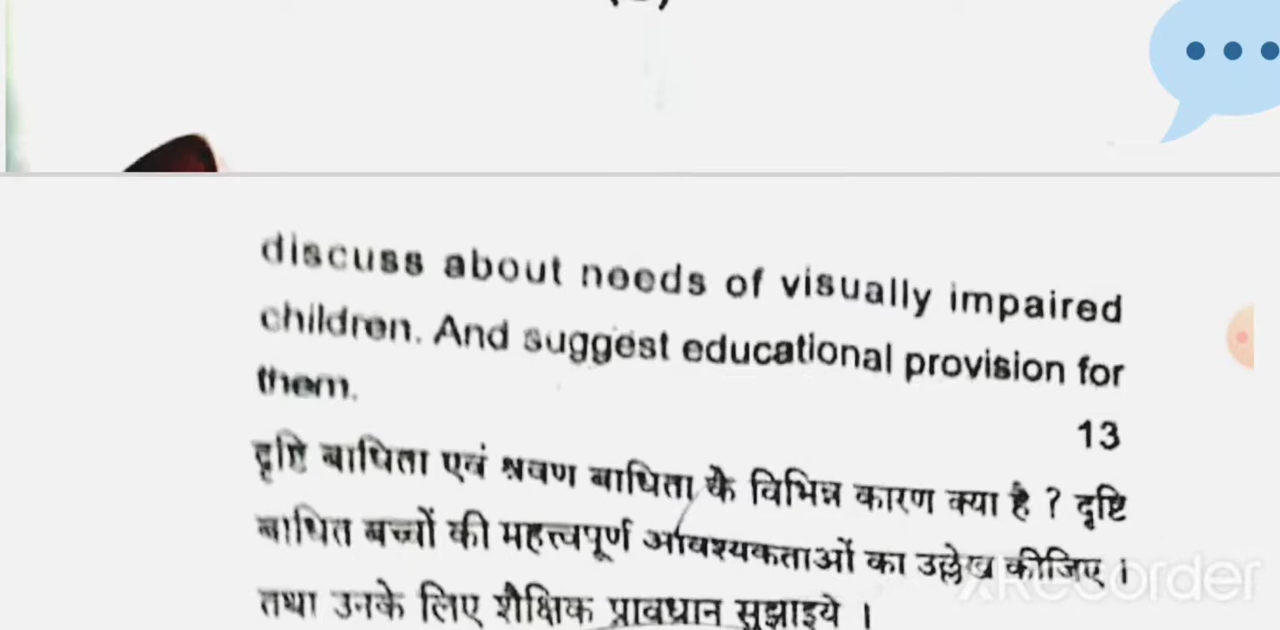 discuss about needs of visually impaired
children. And suggest educational provision for
them.
13
दृष्टि बाधिता एवं श्रवण बाधिता के विभिन्न कारण क्या है ? दृष्टि
बाधित बच्चों की महत्त्वपूर्ण आवश्यकताओं का उल्लेख कीजिए ।
तथा उनके लिए शैक्षिक प्रावधान सुझाइये ।
XRecorder